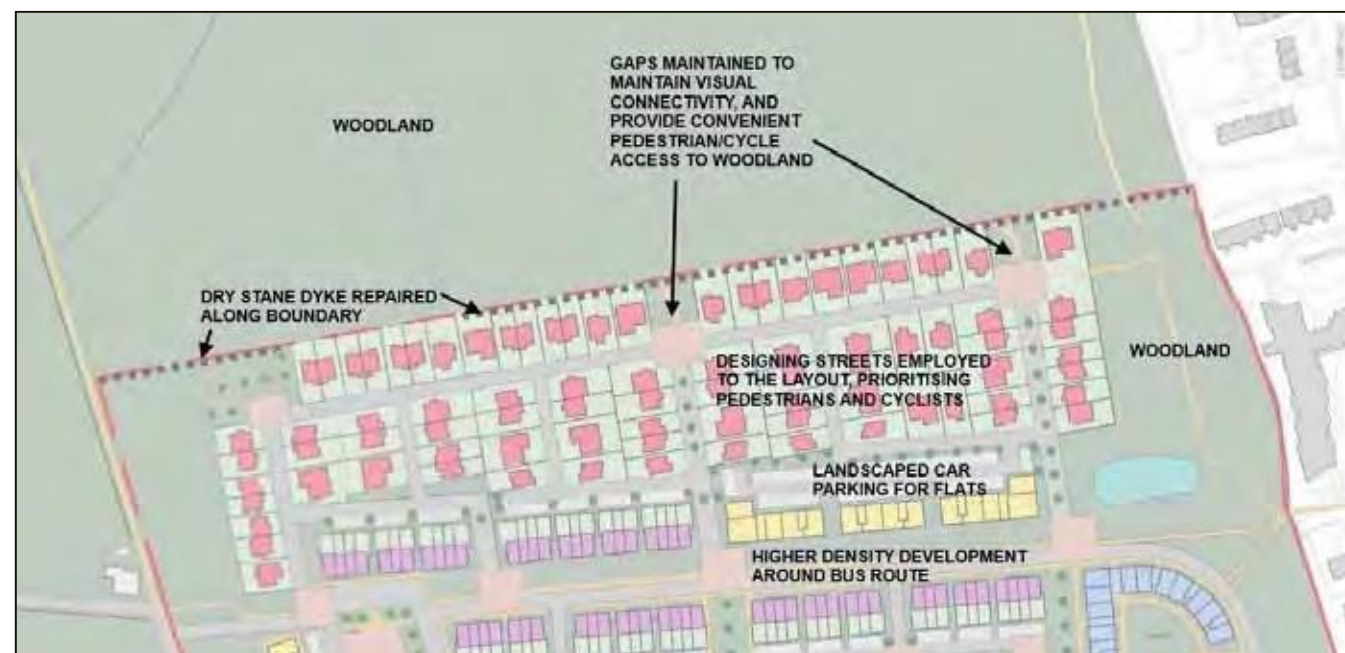 GAPS MAINTAINED TO
MAINTAIN VISUAL
CONNECTIVITY, AND
PROVIDE CONVENIENT
PEDESTRIAN/CYCLE
ACCESS TO WOODLAND
WOODLAND
DRY STANE DYKE REPAIRED
ALONG BOUNDARY
WOODLAND
DESIGNING STREETS EMPLOYED
TO THE LAYOUT, PRIORITISING
PEDESTRIANS AND CYCLISTS
LANDSCAPED CAR
PARKING FOR FLATS
HIGHER DENSITY DEVELOPMENT
AROUND BUS ROUTE